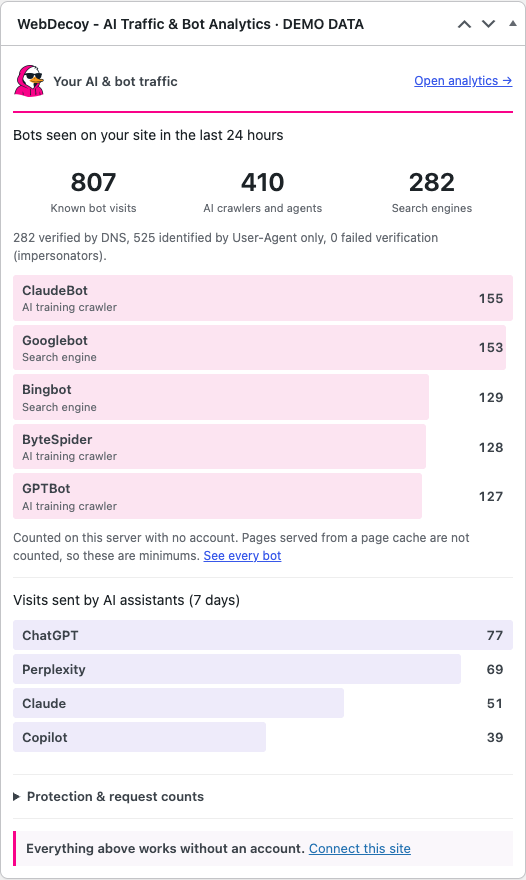 WebDecoy - AI Traffic & Bot Analytics · DEMO DATA
Your AI & bot traffic
Open analytics →
Bots seen on your site in the last 24 hours
807
410
282
Known bot visits
AI crawlers and agents
Search engines
282 verified by DNS, 525 identified by User-Agent only, 0 failed verification
(impersonators).
ClaudeBot
AI training crawler
155
Googlebot
Search engine
153
Bingbot
Search engine
129
ByteSpider
AI training crawler
128
GPTBot
AI training crawler
127
Counted on this server with no account. Pages served from a page cache are not
counted, so these are minimums. See every bot
Visits sent by AI assistants (7 days)
ChatGPT 77
Perplexity 69
Claude 51
Copilot 39
Protection & request counts
Everything above works without an account. Connect this site